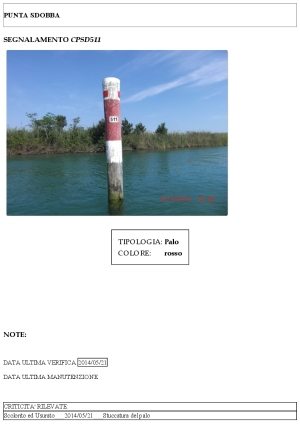 PUNTA SDOBBA
SEGNALAMENTO CPSD511
511
TIPOLOGIA: Palo
COLORE: rosso
NOTE:
DATA ULTIMA VERIFICA 2014/05/21
DATA ULTIMA MANUTENZIONE
CRITICITA' RILEVATE
Scolorito ed Usurato 2014/05/21 Stuccatura del palo